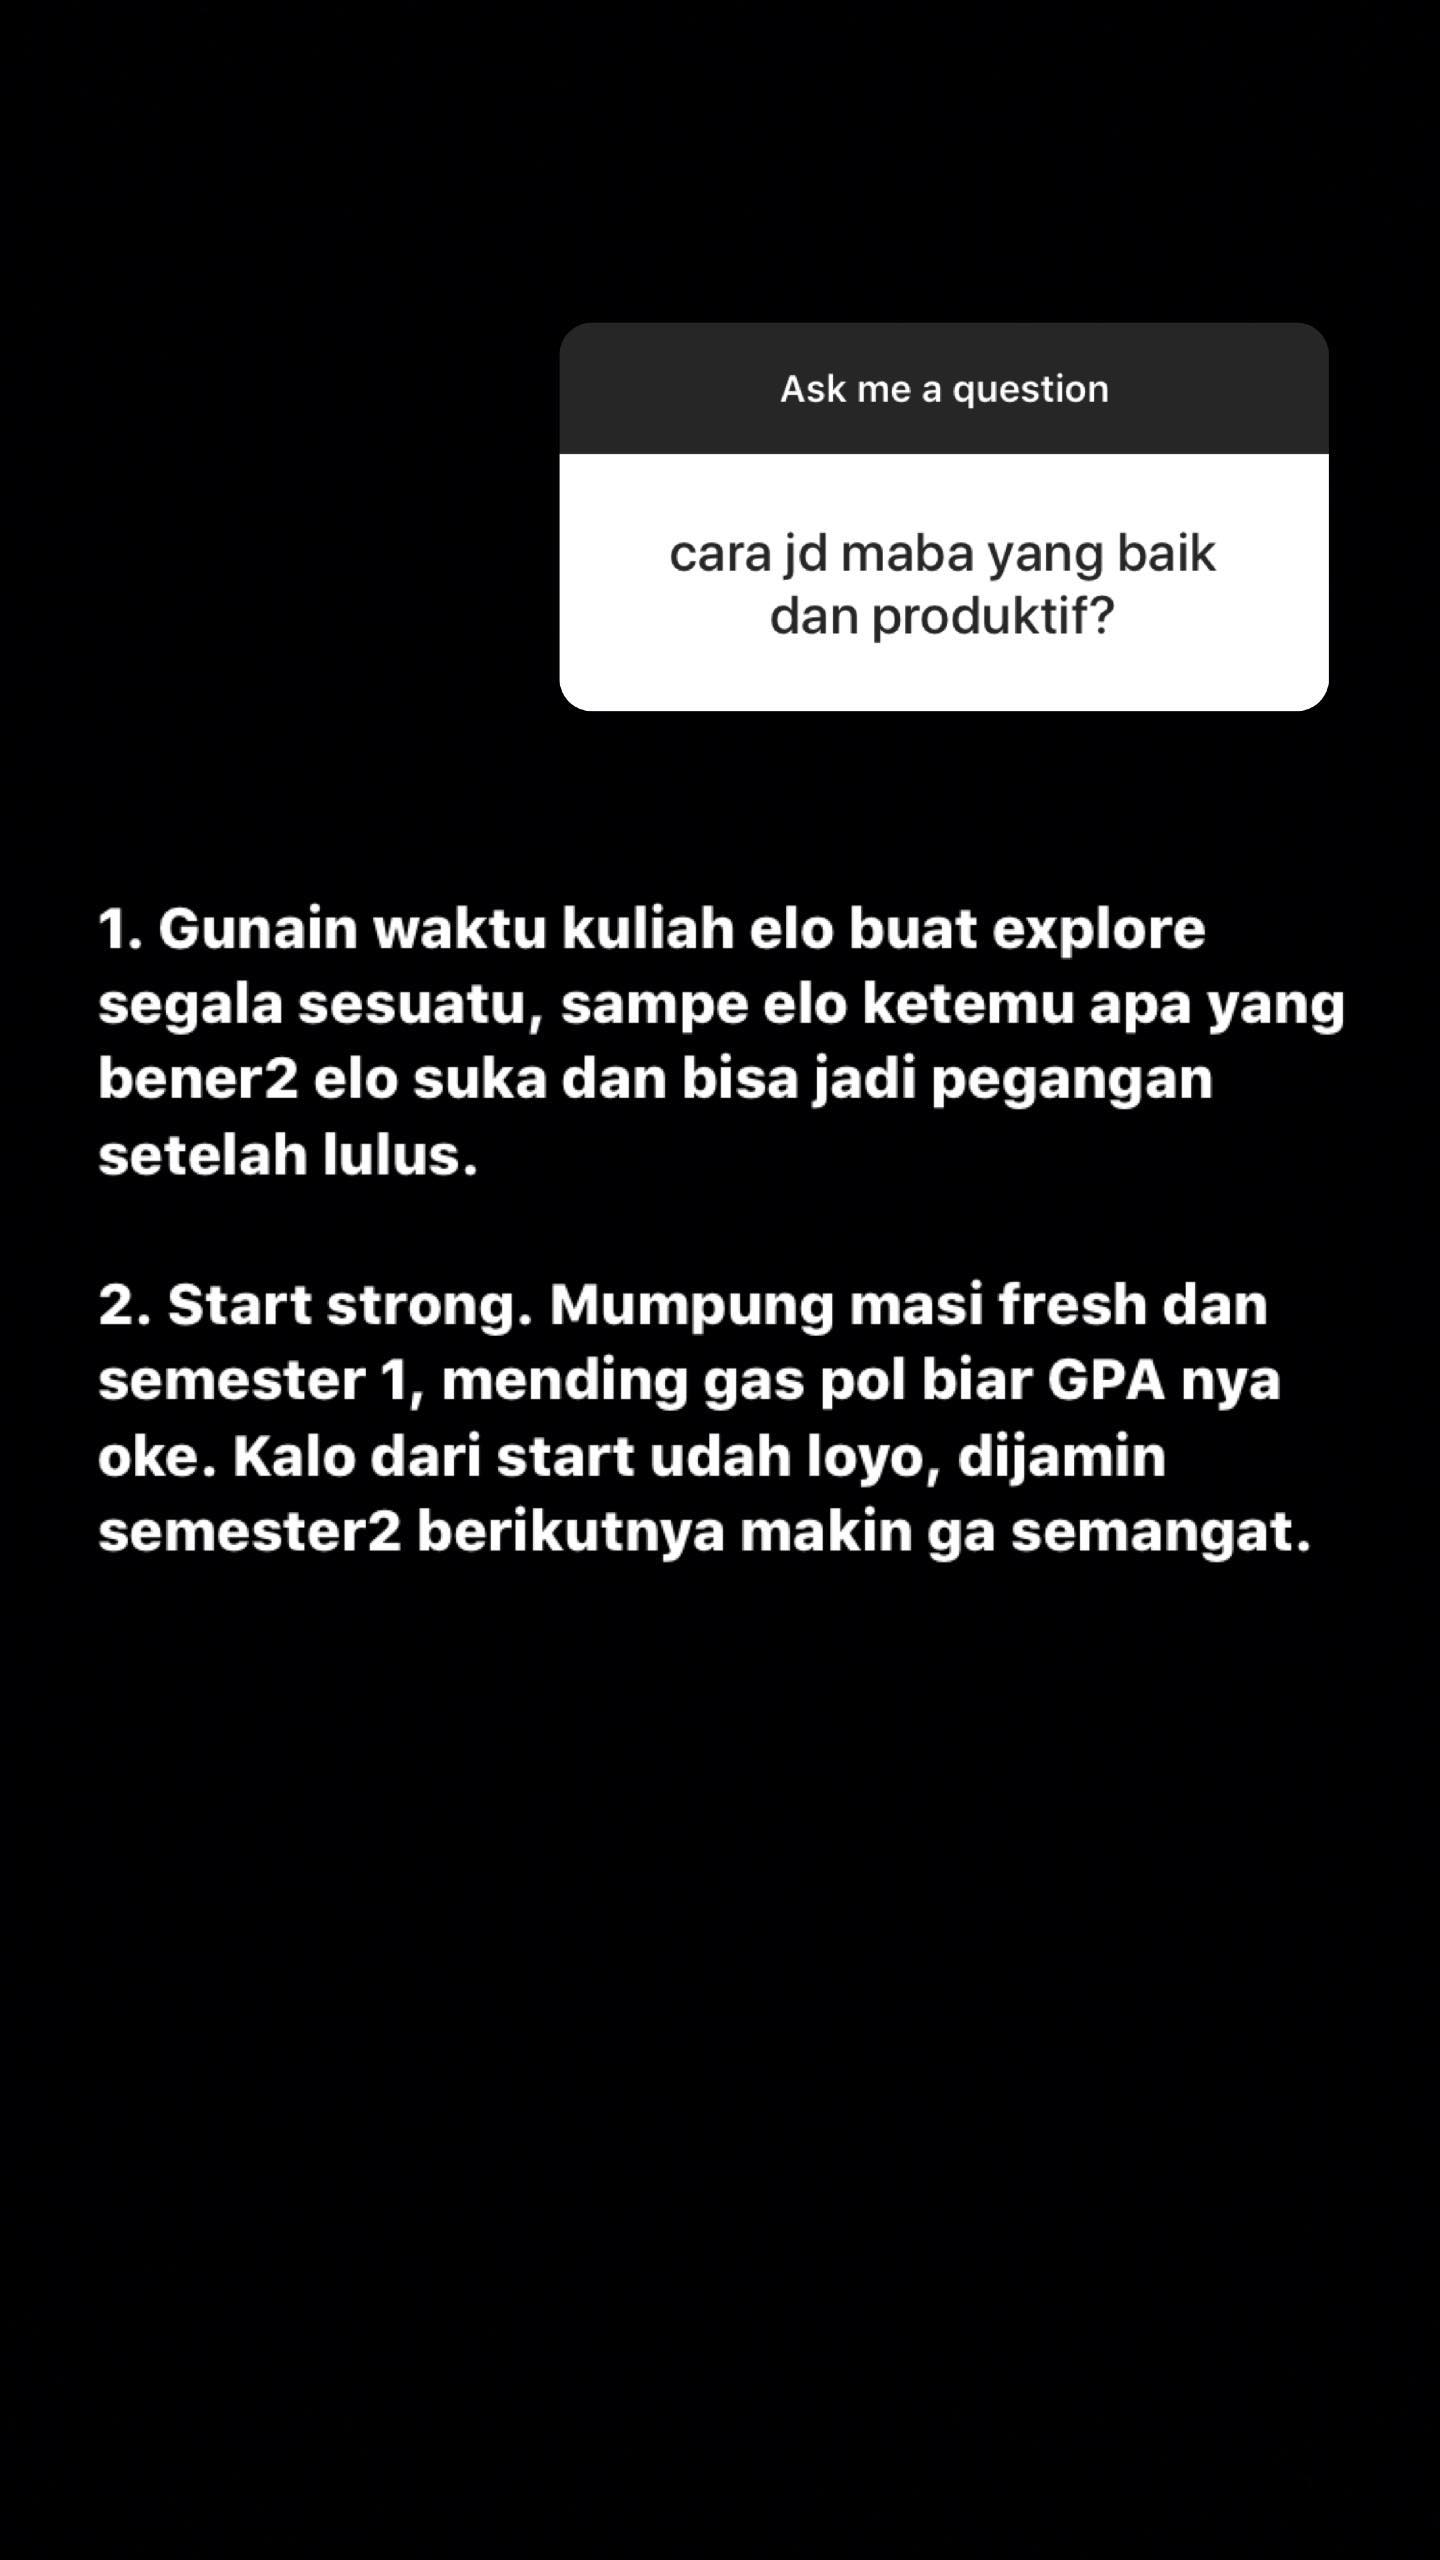 Ask me a question
cara jd maba yang baik
dan produktif?
1. Gunain waktu kuliah elo buat explore
segala sesuatu, sampe elo ketemu apa yang
bener2 elo suka dan bisa jadi pegangan
setelah lulus.
2. Start strong. Mumpung masi fresh dan
semester 1, mending gas pol biar GPA nya
oke. Kalo dari start udah loyo, dijamin
semester2 berikutnya makin ga semangat.